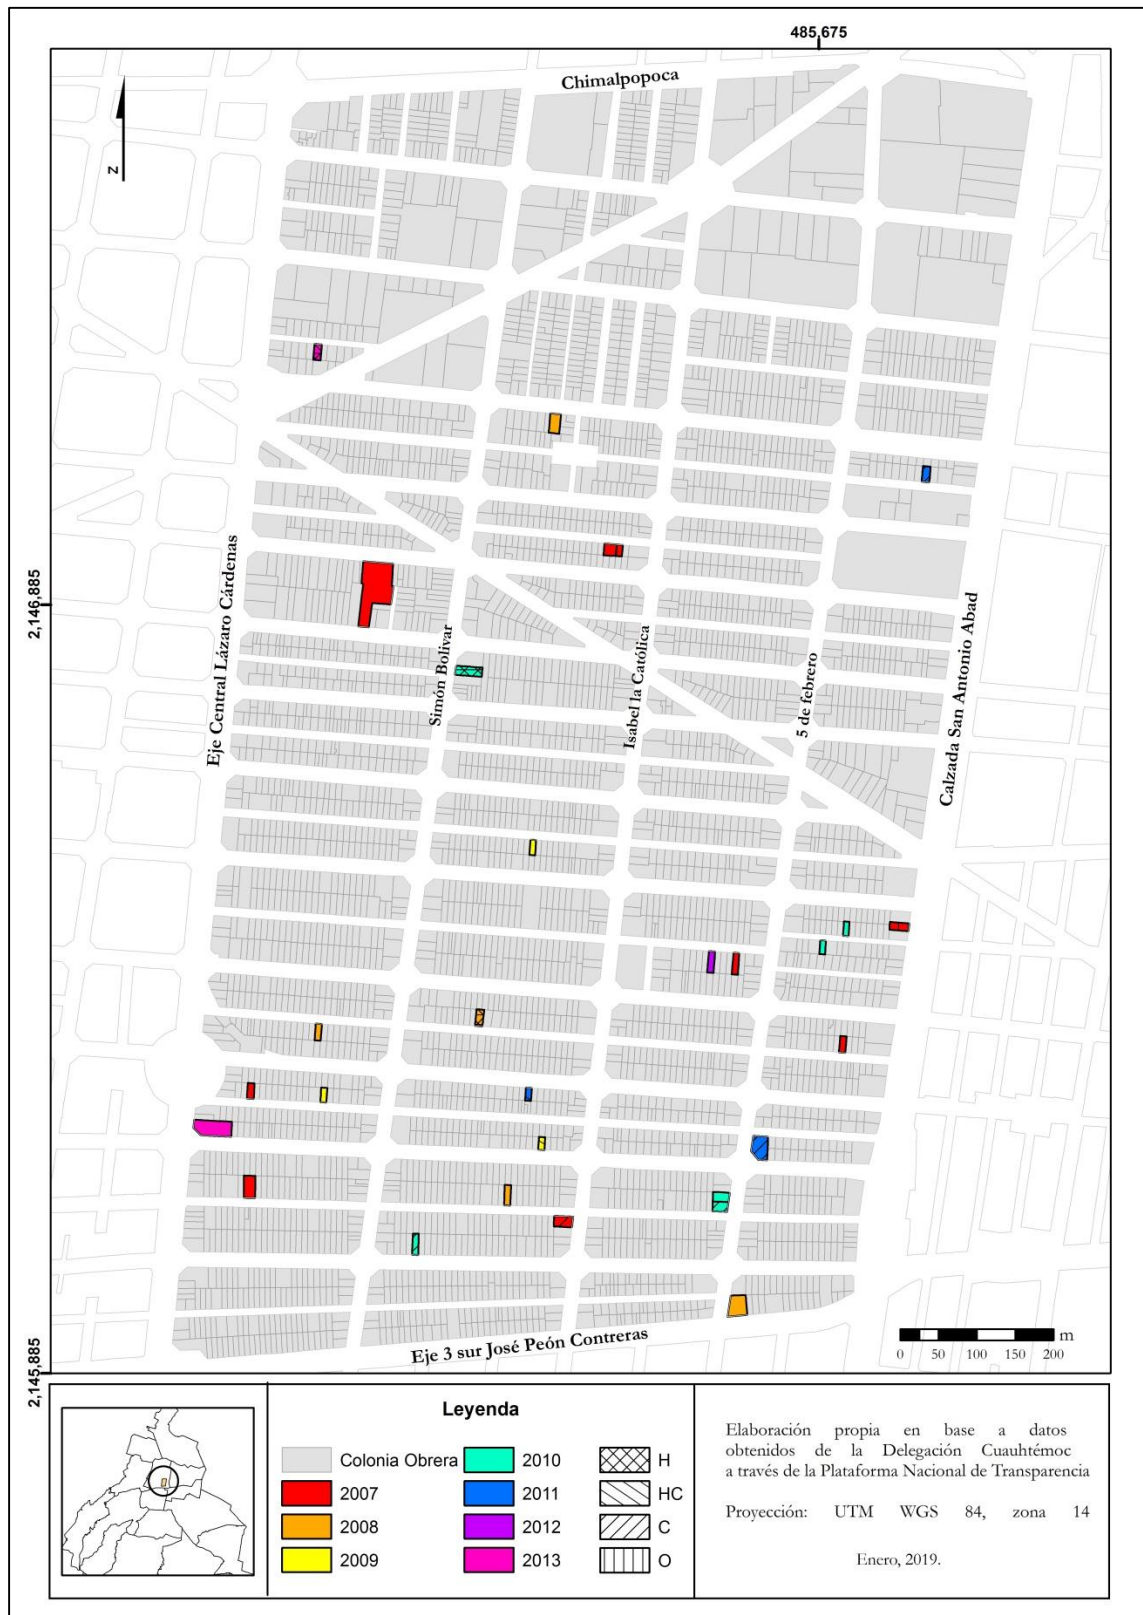 485,675
Chimalpopoca
N
2,146,885
Eje Central Lázaro Cárdenas
Simón Bolivar
Isabel la Católica
5 de febrero
Calzada San Antonio Abad
Eje 3 sur José Peón Contreras
m
0 50 100 150 200
2,145,885
Leyenda
Colonia Obrera
2007
2008
2009
2010
2011
2012
2013
H
HC
C
O
Elaboración propia en base a datos
obtenidos de la Delegación Cuauhtémoc
a través de la Plataforma Nacional de Transparencia
Proyección: UTM WGS 84, zona 14
Enero, 2019.